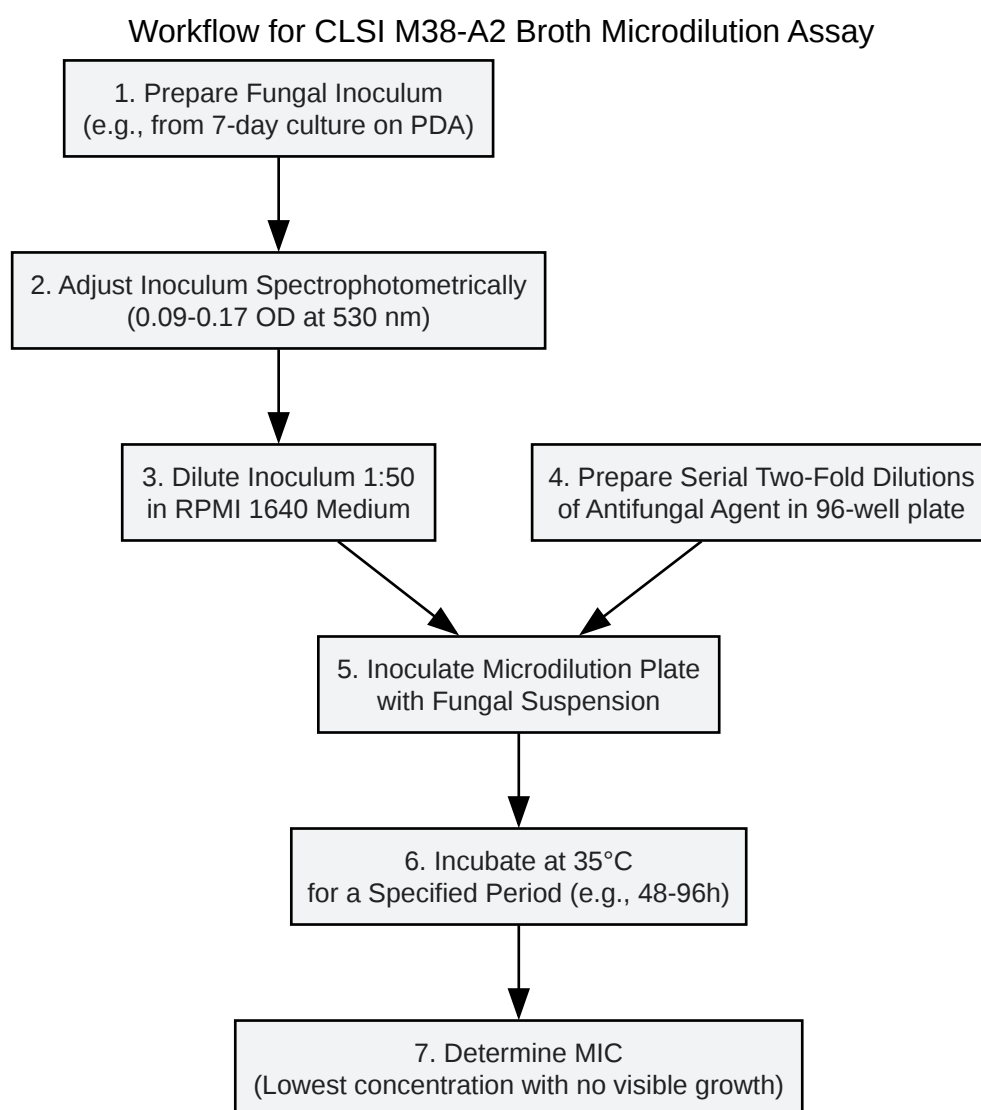 Workflow for CLSI M38-A2 Broth Microdilution Assay
1. Prepare Fungal Inoculum
(e.g., from 7-day culture on PDA)
2. Adjust Inoculum Spectrophotometrically
(0.09-0.17 OD at 530 nm)
3. Dilute Inoculum 1:50
in RPMI 1640 Medium
4. Prepare Serial Two-Fold Dilutions
of Antifungal Agent in 96-well plate
5. Inoculate Microdilution Plate
with Fungal Suspension
6. Incubate at 35°C
for a Specified Period (e.g., 48-96h)
7. Determine MIC
(Lowest concentration with no visible growth)